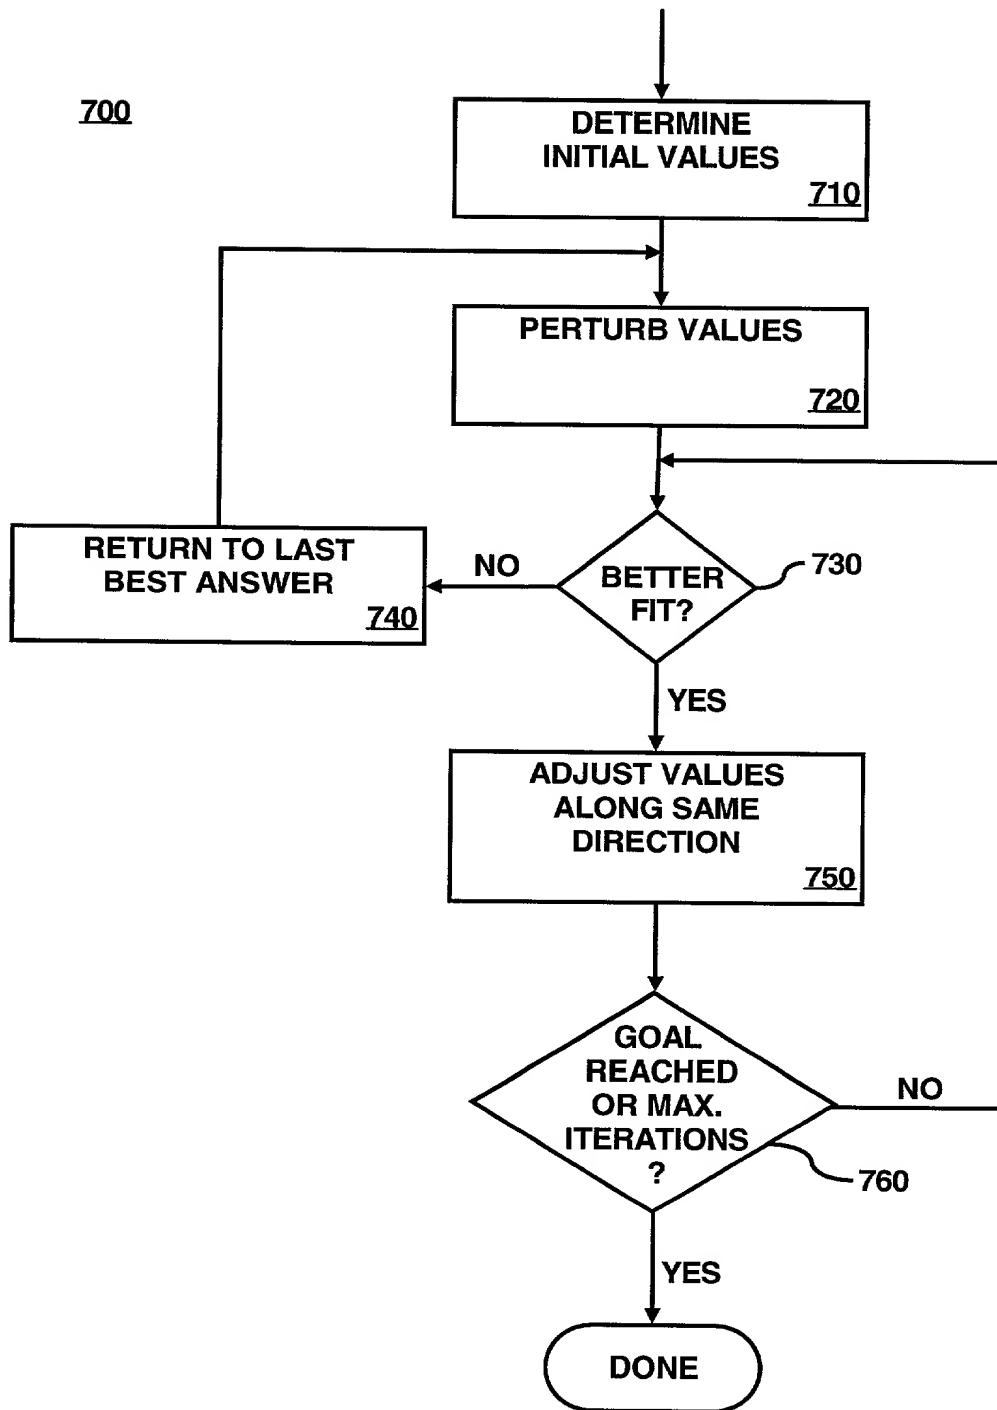 700
DETERMINE
INITIAL VALUES
710
PERTURB VALUES
720
RETURN TO LAST
BEST ANSWER
740
NO
BETTER
FIT?
730
YES
ADJUST VALUES
ALONG SAME
DIRECTION
750
GOAL
REACHED
OR MAX.
ITERATIONS
?
NO
760
YES
DONE